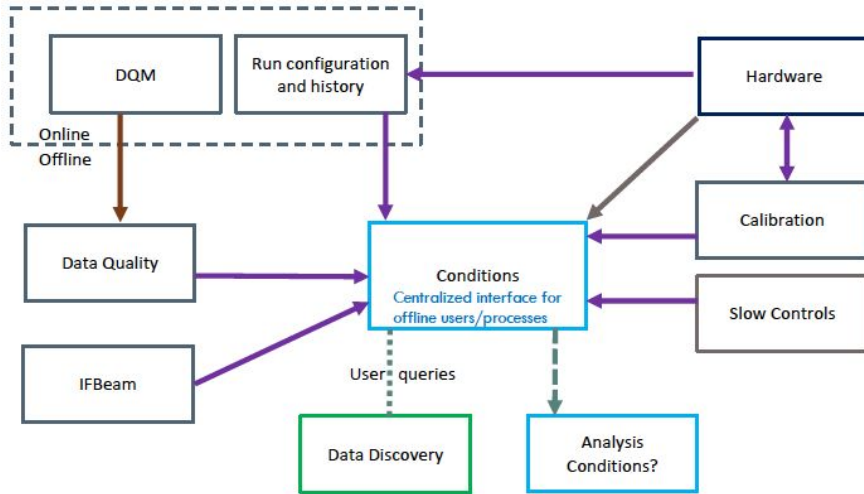 DQM
Run configuration
and history
Hardware
Online
Offline
Data Quality
Calibration
Conditions
Centralized interface for
offline users/processes
Slow Controls
IFBeam
User queries
Data Discovery
Analysis
Conditions?